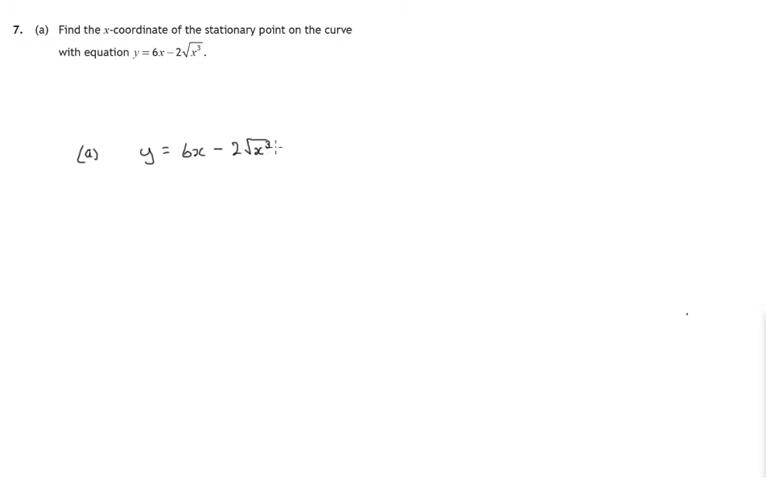 7. (a) Find the x-coordinate of the stationary point on the curve
with equation y = 6x − 2√x³ .
(a) y = 6x − 2√x³